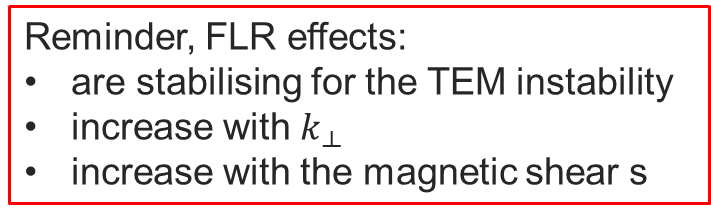 Reminder, FLR effects:
• are stabilising for the TEM instability
• increase with k⊥
• increase with the magnetic shear s